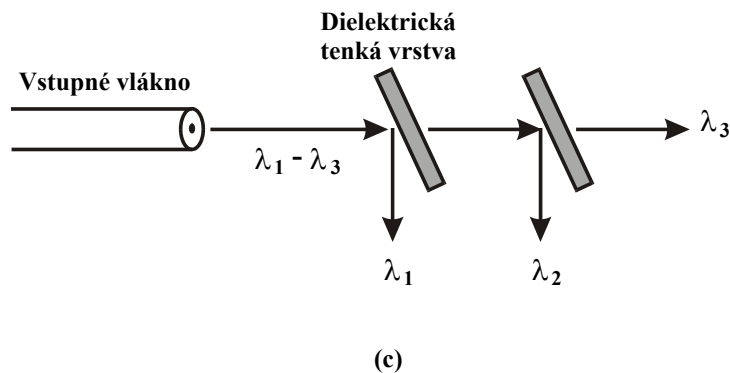 Dielektrická
tenká vrstva
Vstupné vlákno
λ₁ - λ₃
λ₃
λ₁
λ₂
(c)